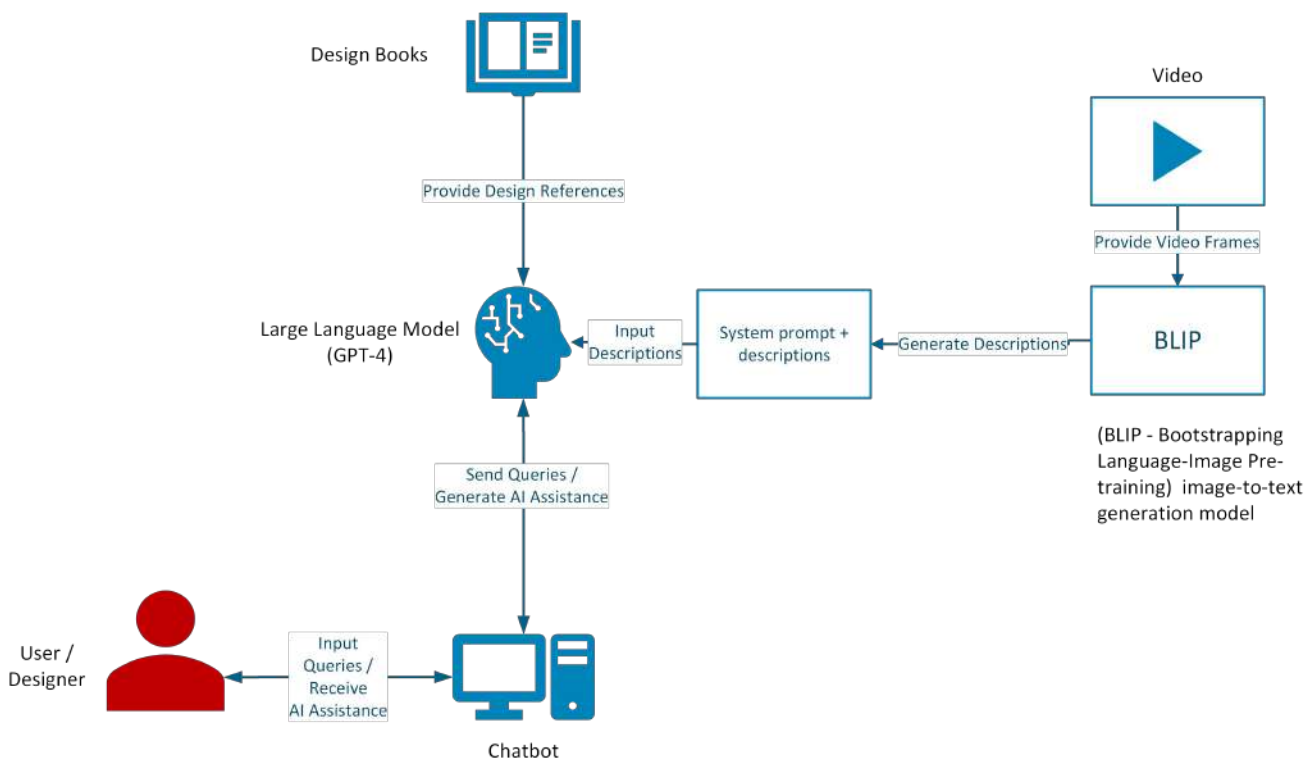 Design Books
Video
Provide Design References
Provide Video Frames
Large Language Model
(GPT-4)
Input
Descriptions
System prompt +
descriptions
Generate Descriptions
BLIP
(BLIP - Bootstrapping
Language-Image Pre-
training) image-to-text
generation model
Send Queries /
Generate AI Assistance
User /
Designer
Input
Queries /
Receive
AI Assistance
Chatbot